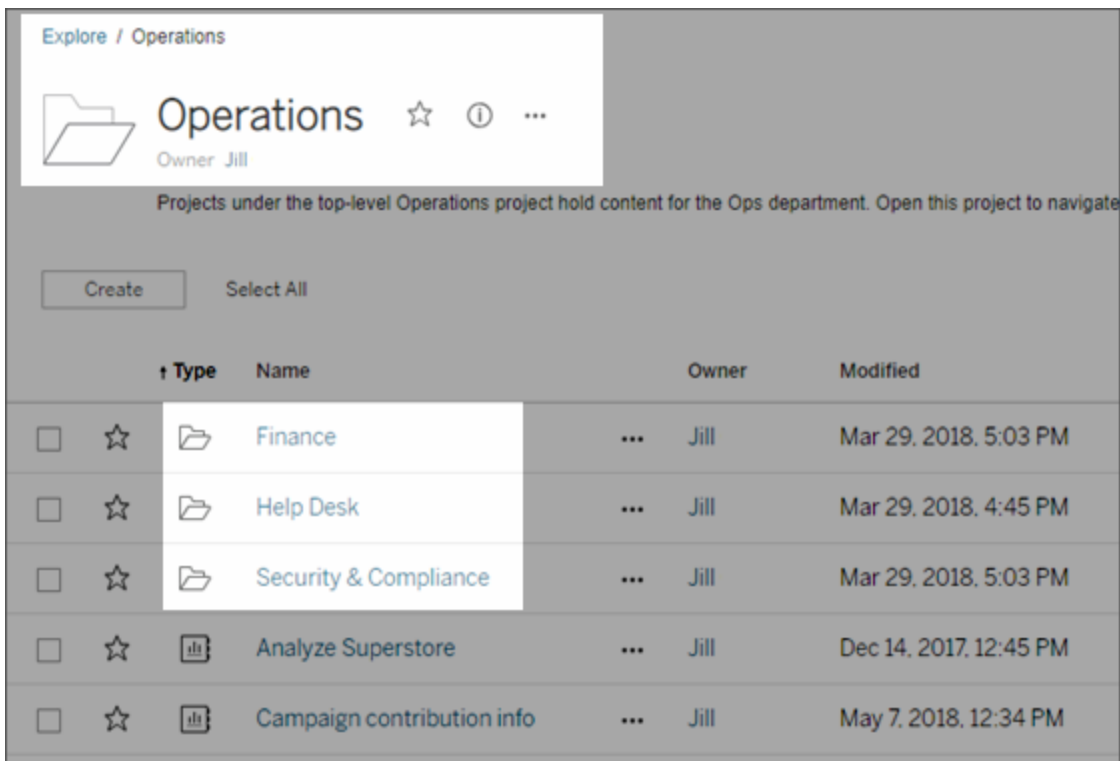 Explore / Operations
Operations
Owner Jill
Projects under the top-level Operations project hold content for the Ops department. Open this project to navigate
Create Select All
↑ Type Name Owner Modified
Finance ... Jill Mar 29, 2018, 5:03 PM
Help Desk ... Jill Mar 29, 2018, 4:45 PM
Security & Compliance ... Jill Mar 29, 2018, 5:03 PM
Analyze Superstore ... Jill Dec 14, 2017, 12:45 PM
Campaign contribution info ... Jill May 7, 2018, 12:34 PM